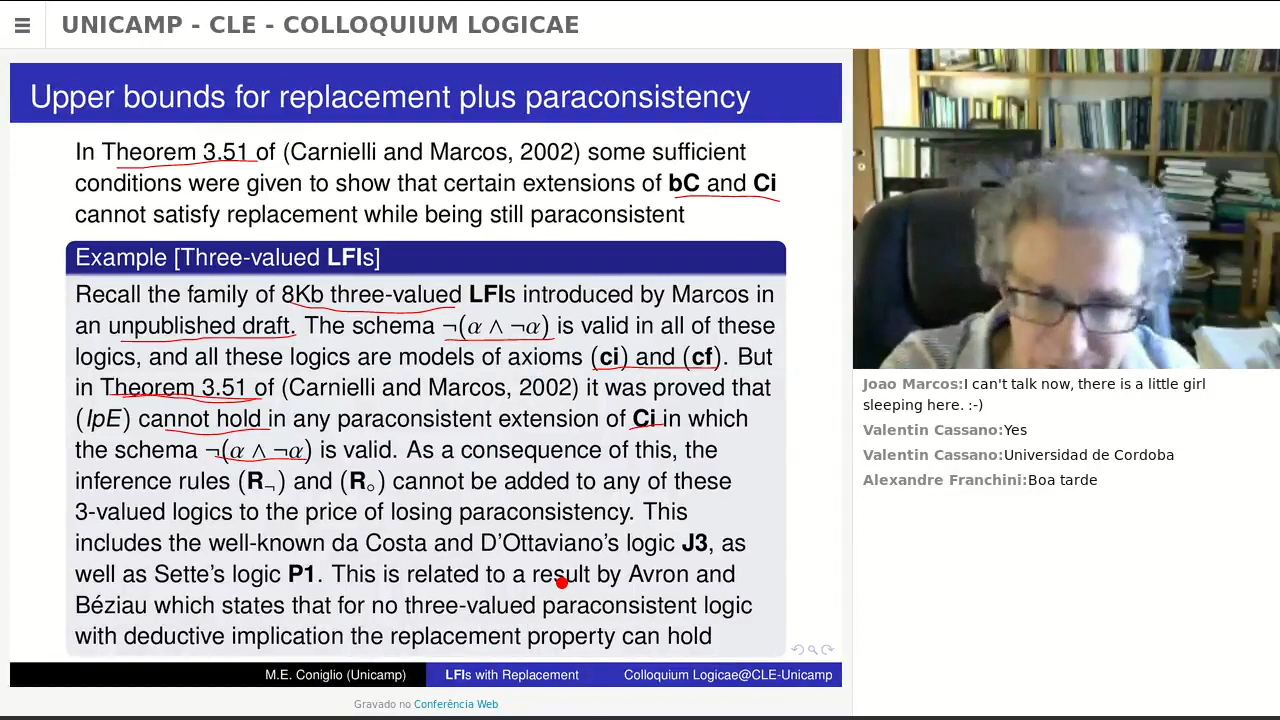 UNICAMP - CLE - COLLOQUIUM LOGICAE
Upper bounds for replacement plus paraconsistency
In Theorem 3.51 of (Carnielli and Marcos, 2002) some sufficient
conditions were given to show that certain extensions of bC and Ci
cannot satisfy replacement while being still paraconsistent
Example [Three-valued LFIs]
Recall the family of 8Kb three-valued LFIs introduced by Marcos in
an unpublished draft. The schema ¬(α ∧ ¬α) is valid in all of these
logics, and all these logics are models of axioms (ci) and (cf). But
in Theorem 3.51 of (Carnielli and Marcos, 2002) it was proved that
(IpE) cannot hold in any paraconsistent extension of Ci in which
the schema ¬(α ∧ ¬α) is valid. As a consequence of this, the
inference rules (R¬) and (R∘) cannot be added to any of these
3-valued logics to the price of losing paraconsistency. This
includes the well-known da Costa and D'Ottaviano's logic J3, as
well as Sette's logic P1. This is related to a result by Avron and
Béziau which states that for no three-valued paraconsistent logic
with deductive implication the replacement property can hold
M.E. Coniglio (Unicamp) LFIs with Replacement Colloquium Logicae@CLE-Unicamp
Gravado no Conferência Web
Joao Marcos:I can't talk now, there is a little girl
sleeping here. :-)
Valentin Cassano:Yes
Valentin Cassano:Universidad de Cordoba
Alexandre Franchini:Boa tarde